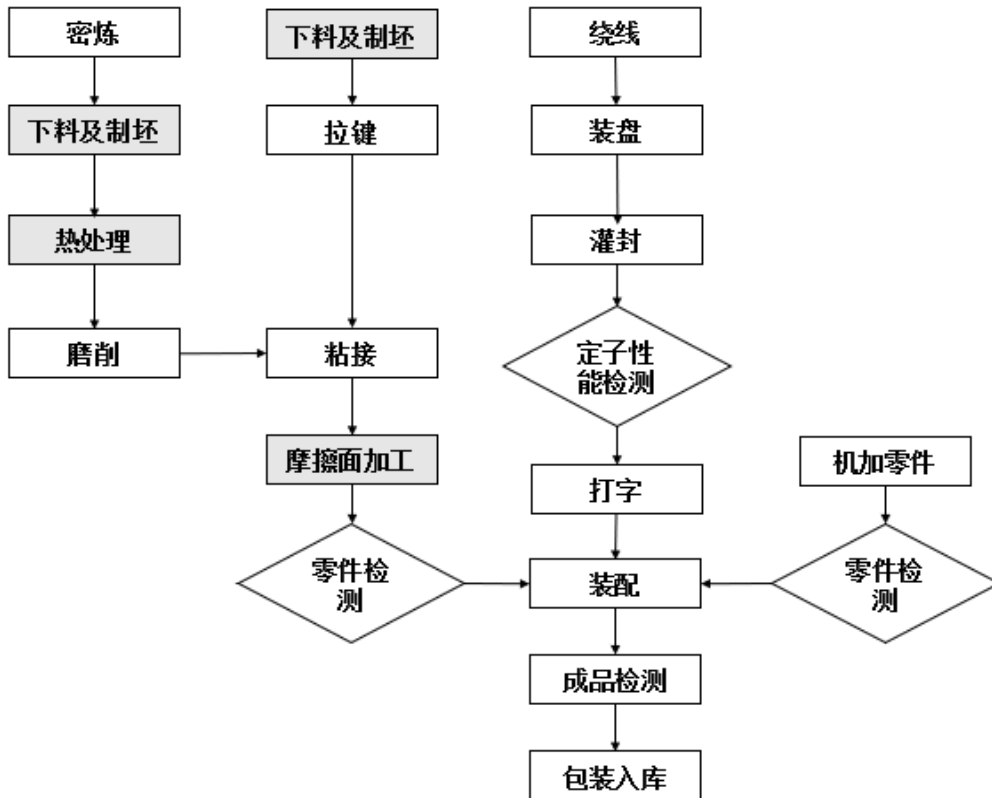 密炼
下料及制坯
绕线
下料及制坯
拉键
装盘
热处理
灌封
磨削
粘接
定子性
能检测
摩擦面加工
机加零件
打字
零件检
测
装配
零件检
测
成品检测
包装入库